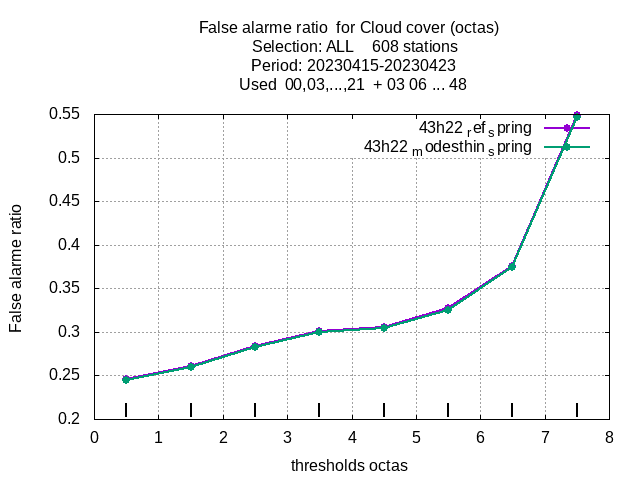 False alarme ratio  for Cloud cover (octas)
Selection: ALL    608 stations
Period: 20230415-20230423
Used  00,03,...,21  + 03 06 ... 48
0.55
43h22 ref spring
43h22 modesthin spring
0.5
0.45
0.4
0.35
0.3
0.25
0.2
False alarme ratio
0 1 2 3 4 5 6 7 8
thresholds octas